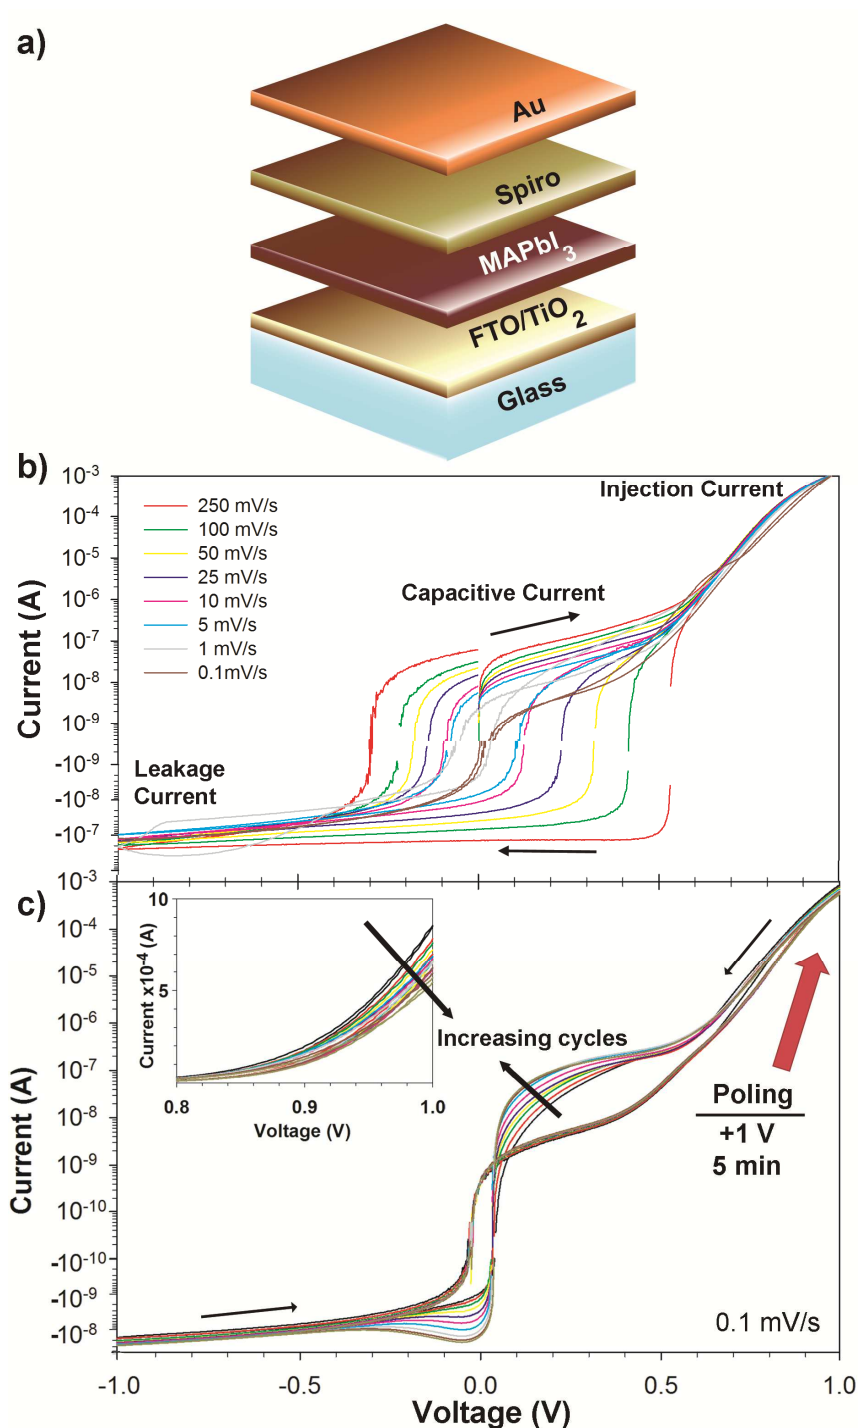 a)
Au
Spiro
MAPbI3
FTO/TiO2
Glass
b)
10-3
10-4
10-5
10-6
10-7
10-8
10-9
-10-9
-10-8
-10-7
Current (A)
250 mV/s
100 mV/s
50 mV/s
25 mV/s
10 mV/s
5 mV/s
1 mV/s
0.1mV/s
Injection Current
Capacitive Current
Leakage
Current
c)
10-3
10-4
10-5
10-6
10-7
10-8
10-9
10-10
-10-10
-10-9
-10-8
Current (A)
10
5
Current x10-4 (A)
0.8
0.9
1.0
Voltage (V)
Increasing cycles
Poling
+1 V
5 min
0.1 mV/s
-1.0
-0.5
0.0
0.5
1.0
Voltage (V)